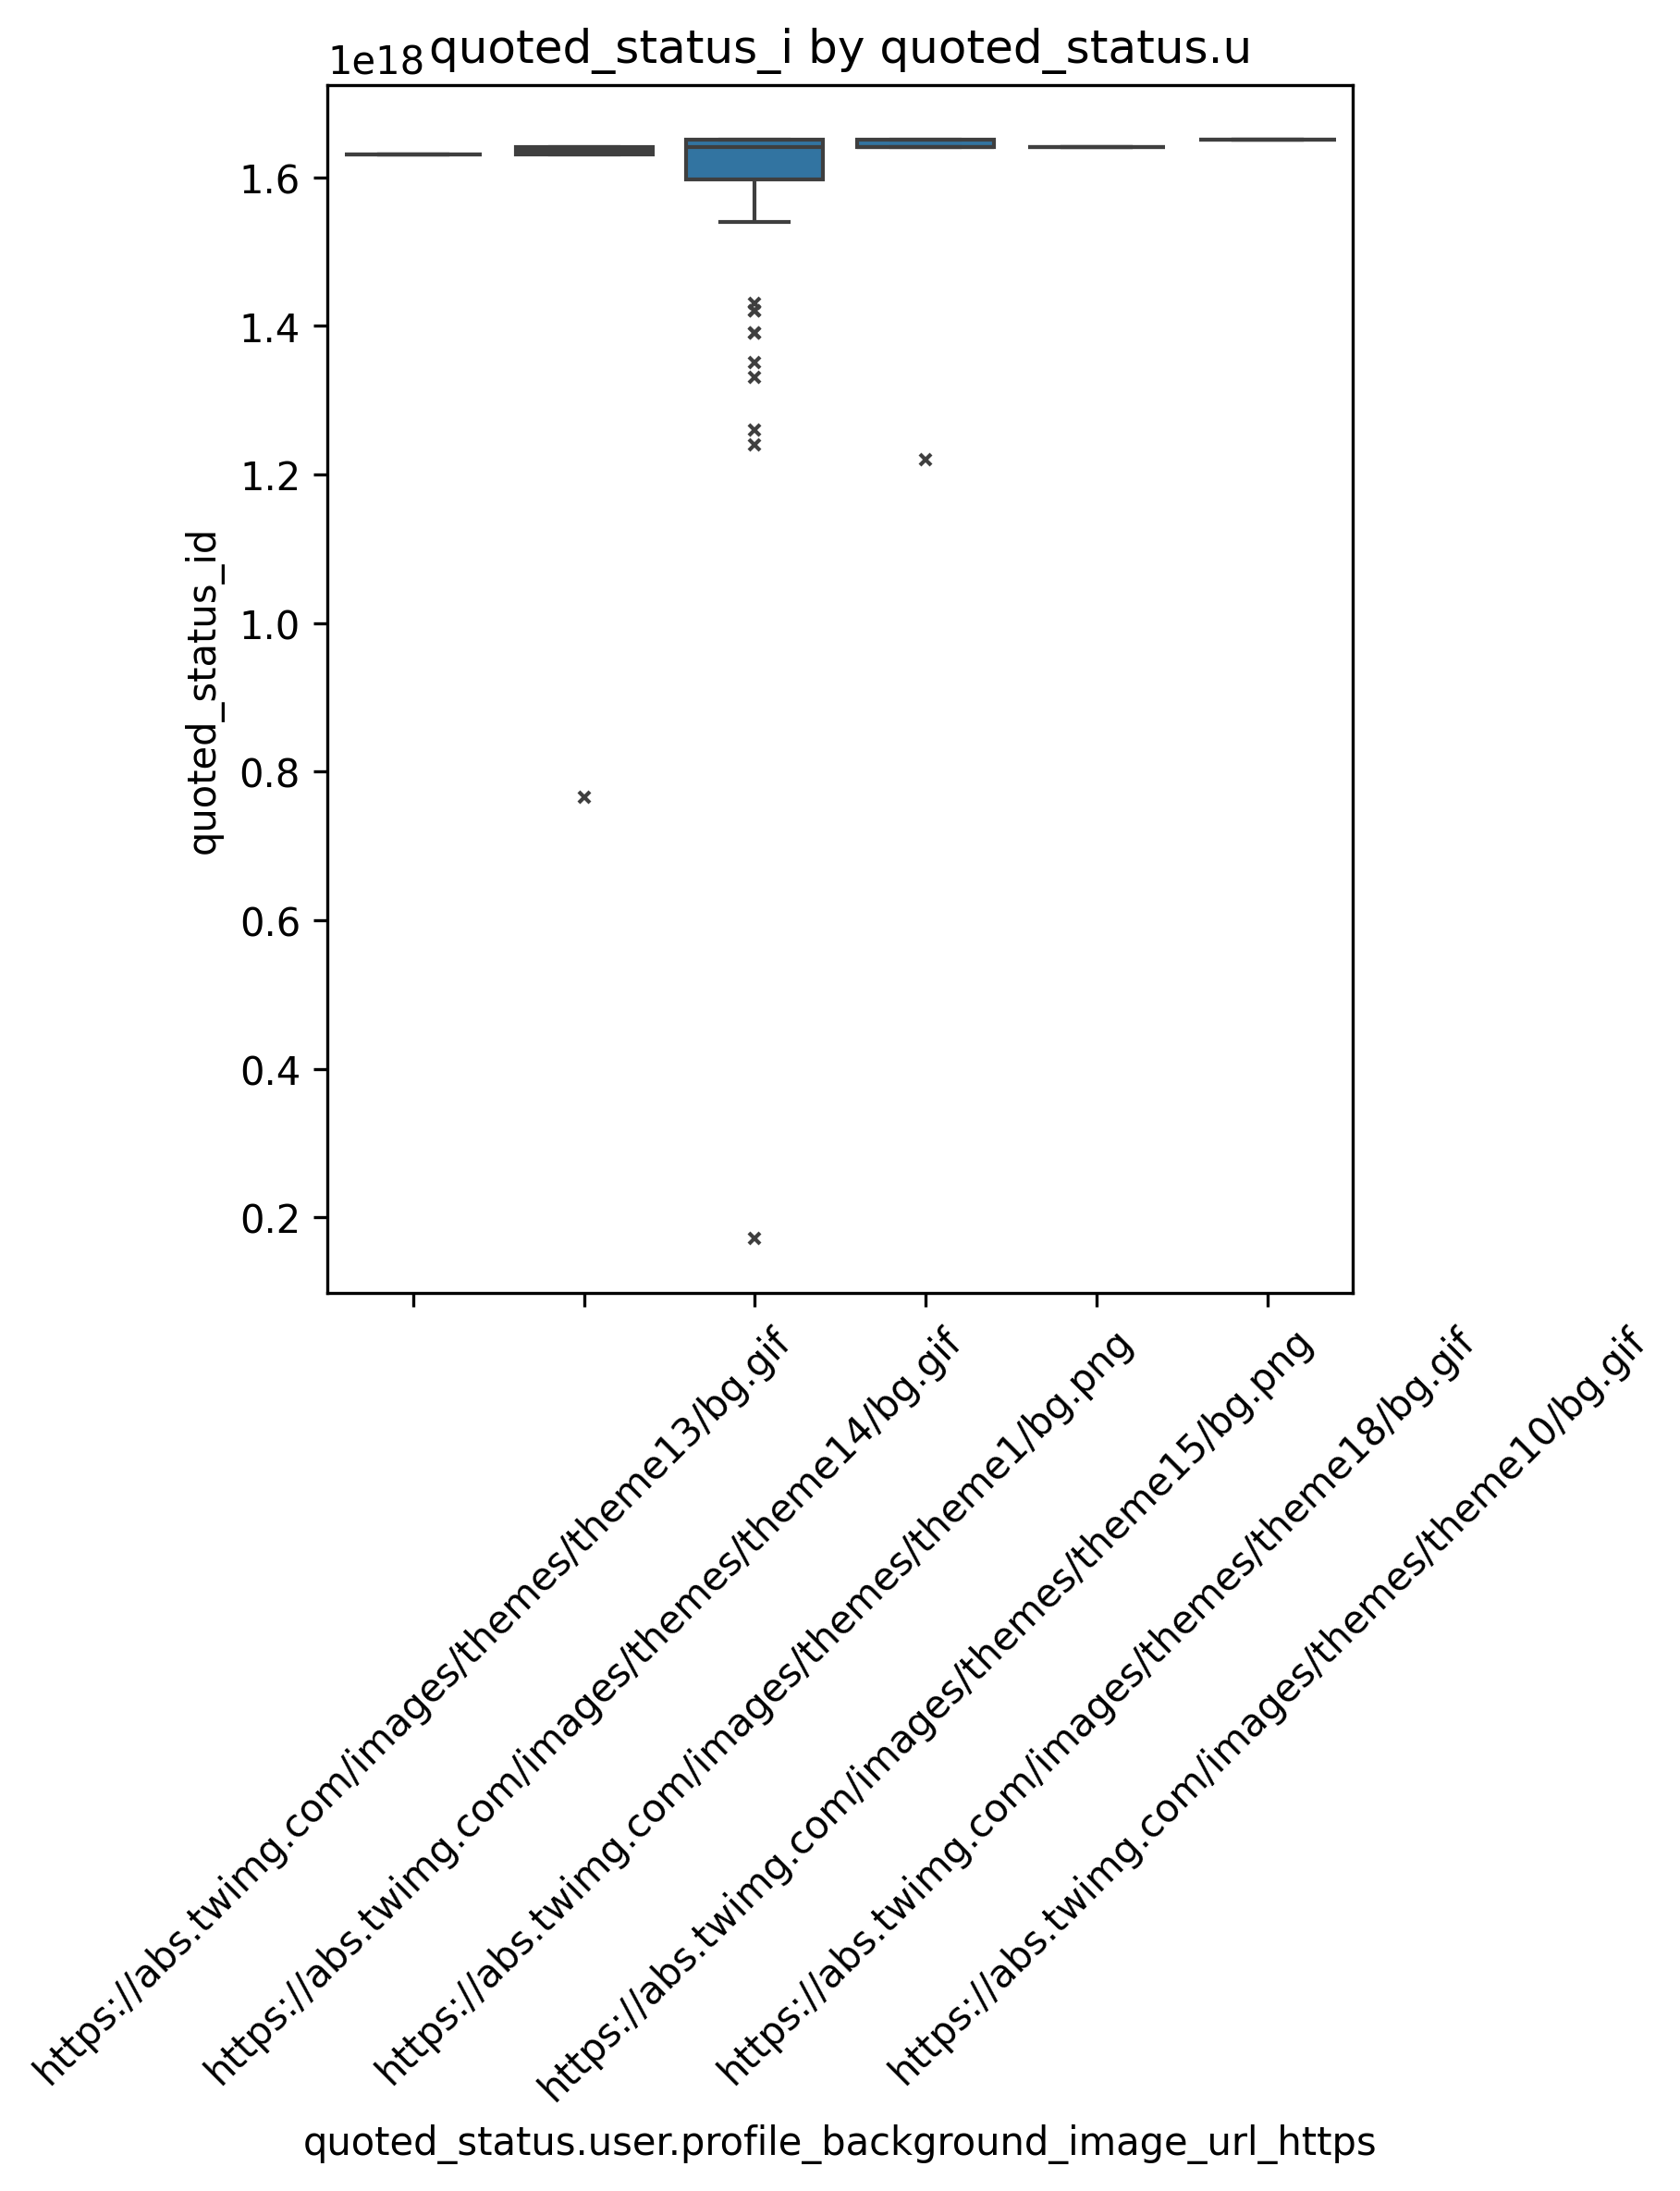 1e18
quoted_status_i by quoted_status.u
quoted_status_id
1.6
1.4
1.2
1.0
0.8
0.6
0.4
0.2
https://abs.twimg.com/images/themes/theme13/bg.gif
https://abs.twimg.com/images/themes/theme14/bg.gif
https://abs.twimg.com/images/themes/theme1/bg.png
https://abs.twimg.com/images/themes/theme15/bg.png
https://abs.twimg.com/images/themes/theme18/bg.gif
https://abs.twimg.com/images/themes/theme10/bg.gif
quoted_status.user.profile_background_image_url_https